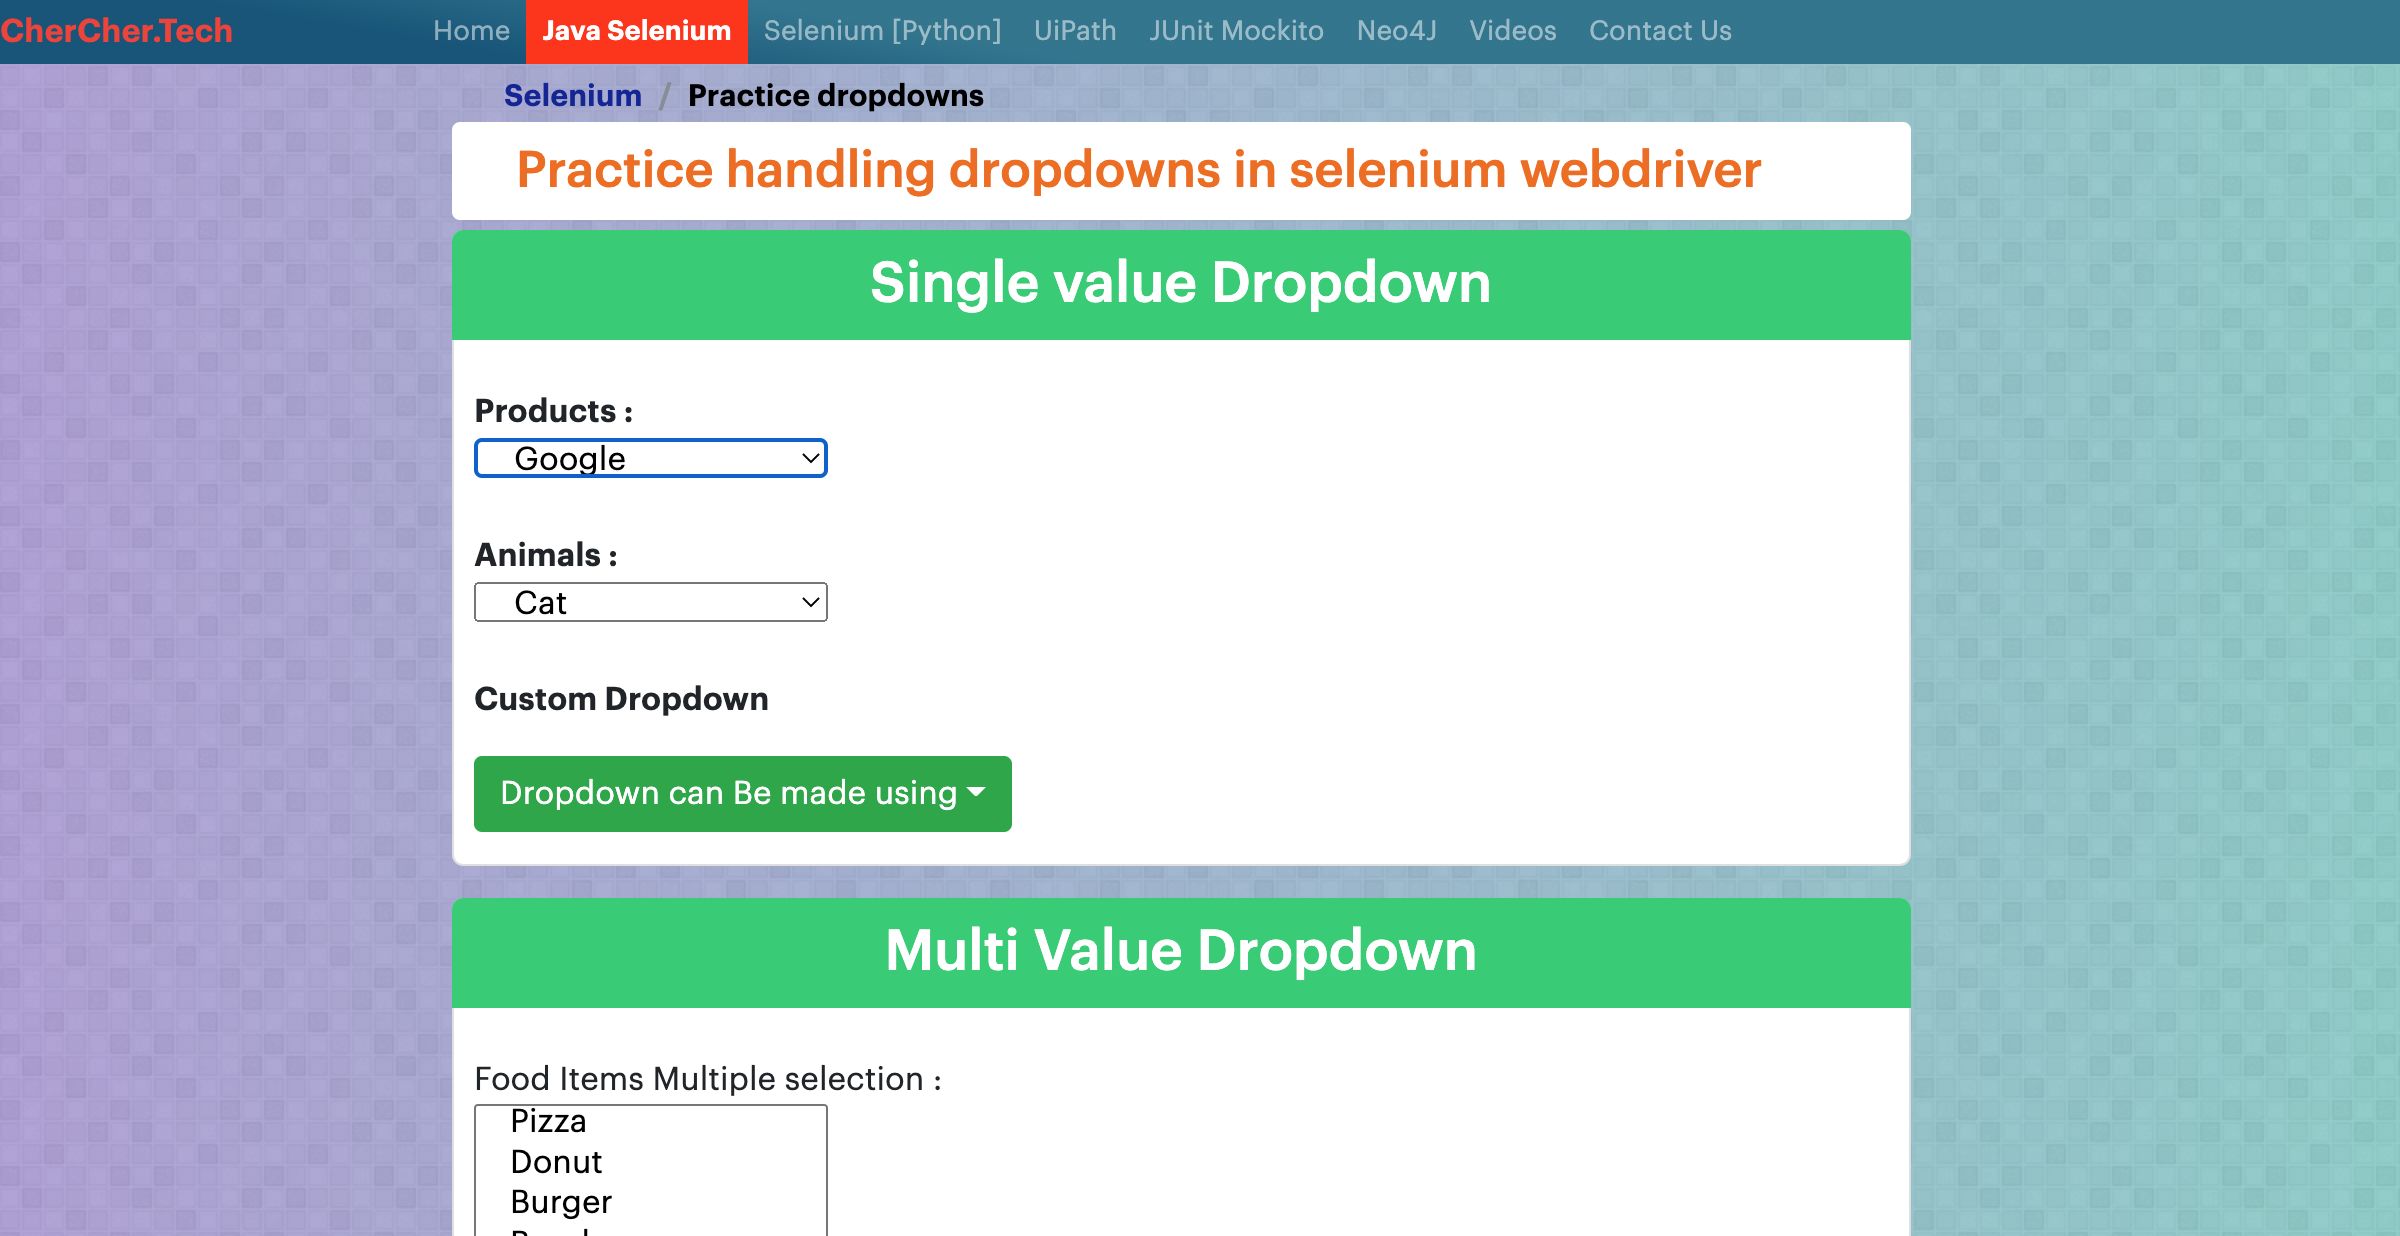 CherCher.Tech Home Java Selenium Selenium [Python] UiPath JUnit Mockito Neo4J Videos Contact Us
Selenium / Practice dropdowns
Practice handling dropdowns in selenium webdriver
Single value Dropdown
Products :
Google
Animals :
Cat
Custom Dropdown
Dropdown can Be made using
Multi Value Dropdown
Food Items Multiple selection :
Pizza
Donut
Burger